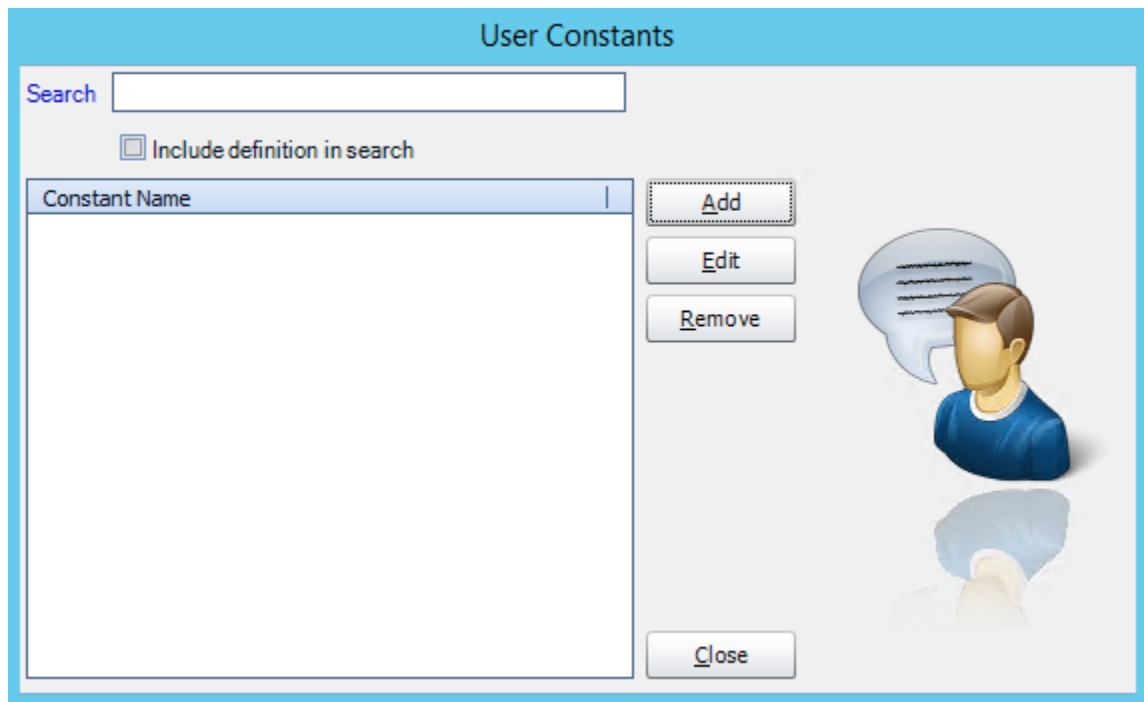 User Constants
Search
Include definition in search
Constant Name
Add
Edit
Remove
Close